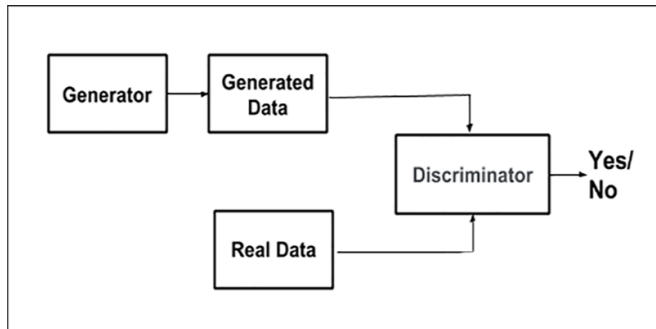 Generator
Generated
Data
Discriminator
Yes/
No
Real Data